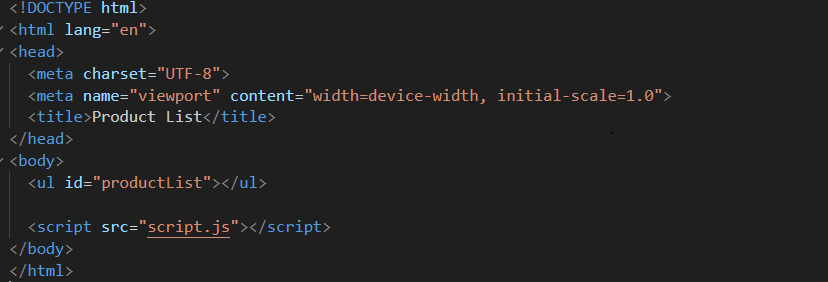 <!DOCTYPE html>
<html lang="en">
<head>
  <meta charset="UTF-8">
  <meta name="viewport" content="width=device-width, initial-scale=1.0">
  <title>Product List</title>
</head>
<body>
  <ul id="productList"></ul>

  <script src="script.js"></script>
</body>
</html>